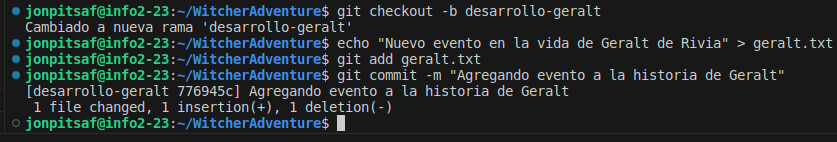 jonpitsaf@info2-23:~/WitcherAdventure$ git checkout -b desarrollo-geralt
Cambiado a nueva rama 'desarrollo-geralt'
jonpitsaf@info2-23:~/WitcherAdventure$ echo "Nuevo evento en la vida de Geralt de Rivia" > geralt.txt
jonpitsaf@info2-23:~/WitcherAdventure$ git add geralt.txt
jonpitsaf@info2-23:~/WitcherAdventure$ git commit -m "Agregando evento a la historia de Geralt"
[desarrollo-geralt 776945c] Agregando evento a la historia de Geralt
 1 file changed, 1 insertion(+), 1 deletion(-)
jonpitsaf@info2-23:~/WitcherAdventure$